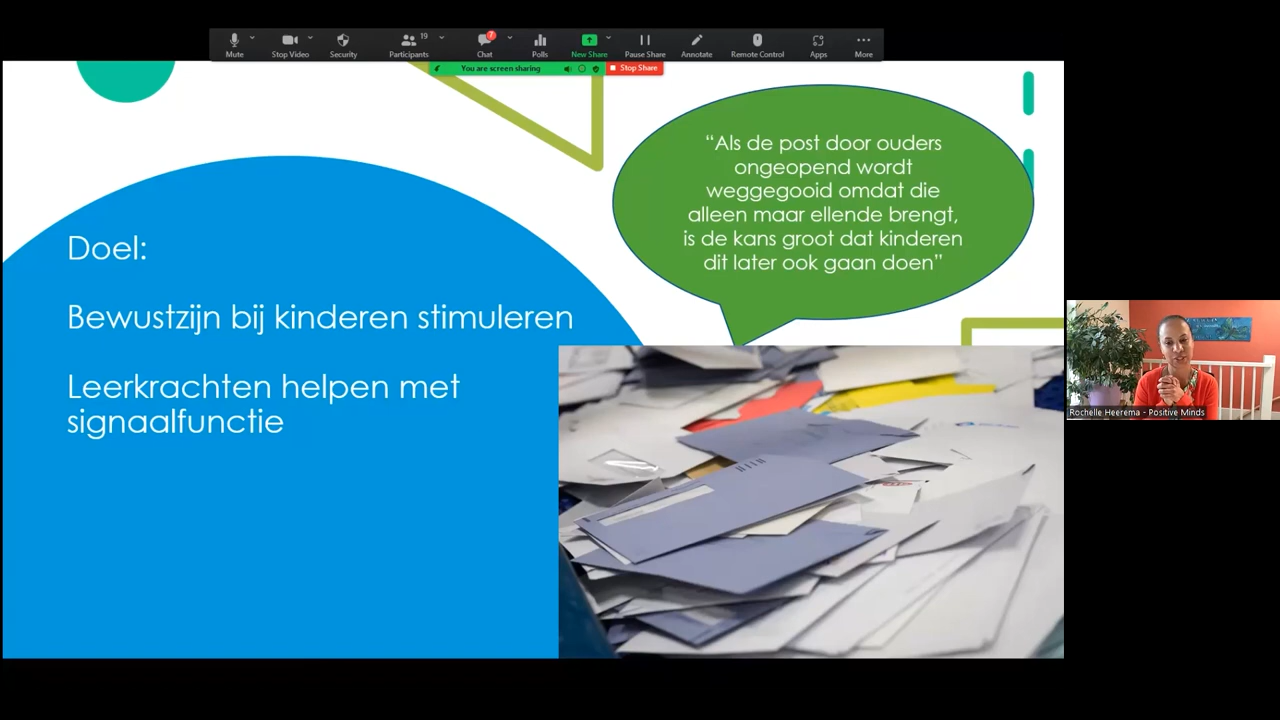 Mute
Stop Video
Security
Participants
19
Chat
7
Polls
New Share
Pause Share
Annotate
Remote Control
Apps
More
You are screen sharing
Stop Share
“Als de post door ouders
ongeopend wordt
weggegooid omdat die
alleen maar ellende brengt,
is de kans groot dat kinderen
dit later ook gaan doen”
Doel:
Bewustzijn bij kinderen stimuleren
Leerkrachten helpen met
signaalfunctie
Rochelle Heerema - Positive Minds